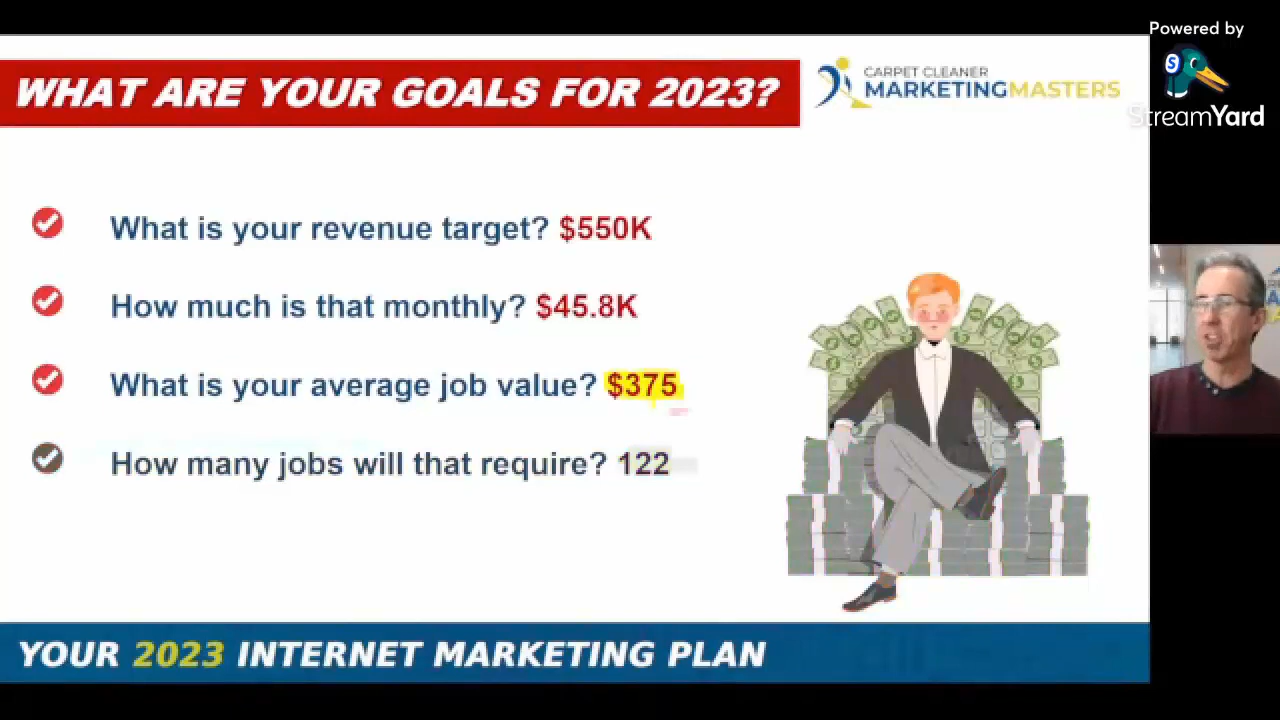 Powered by
StreamYard
WHAT ARE YOUR GOALS FOR 2023?
CARPET CLEANER
MARKETINGMASTERS
What is your revenue target? $550K
How much is that monthly? $45.8K
What is your average job value? $375
How many jobs will that require? 122
YOUR 2023 INTERNET MARKETING PLAN